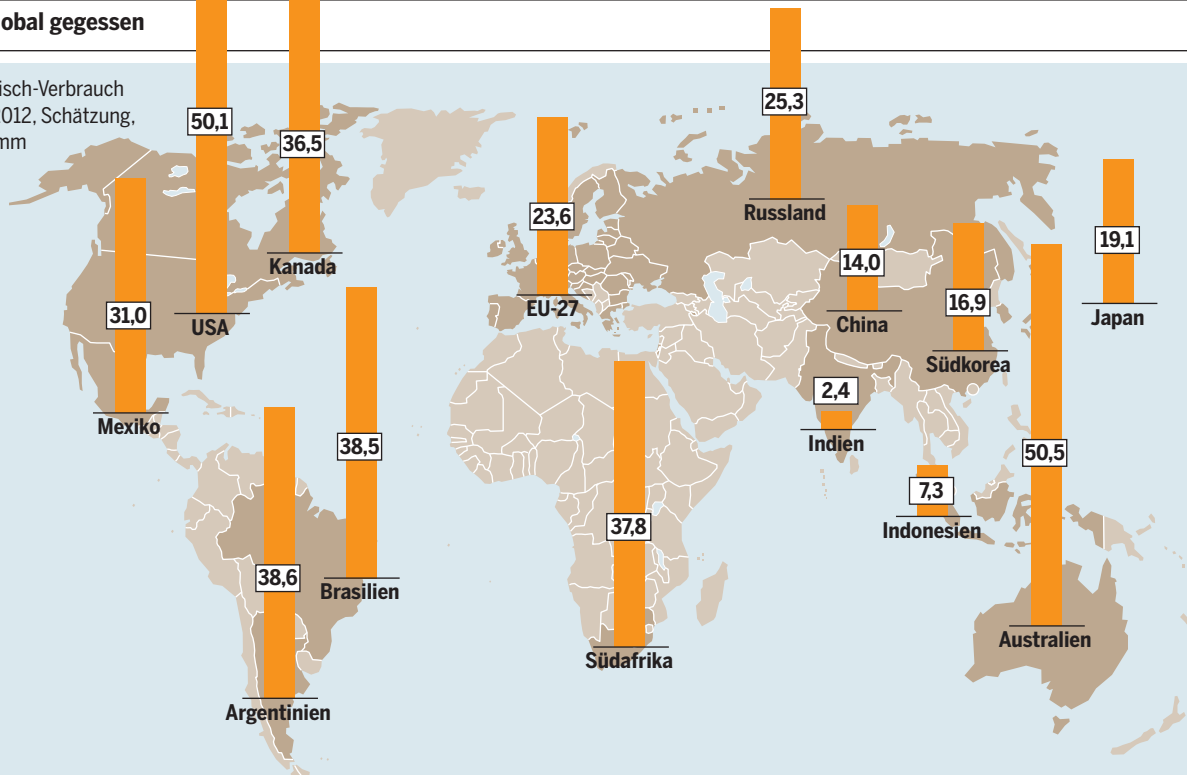 obal gegessen
isch-Verbrauch
2012, Schätzung,
mm
50,1
USA
36,5
Kanada
31,0
Mexiko
38,5
Brasilien
38,6
Argentinien
23,6
EU-27
37,8
Südafrika
25,3
Russland
14,0
China
16,9
Südkorea
19,1
Japan
2,4
Indien
7,3
Indonesien
50,5
Australien